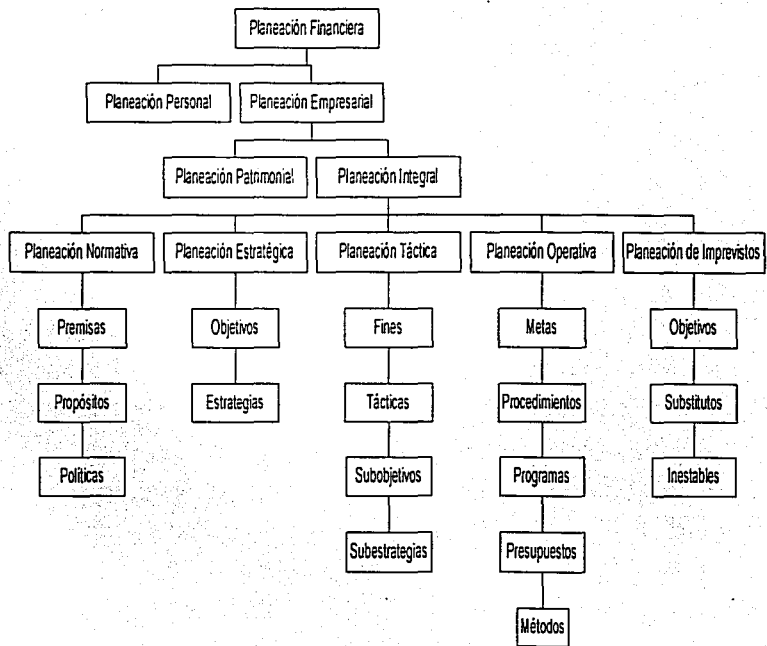 Planeación Financiera
Planeación Personal
Planeación Empresarial
Planeación Patrimonial
Planeación Integral
Planeación Normativa
Planeación Estratégica
Planeación Táctica
Planeación Operativa
Planeación de Imprevistos
Premisas
Objetivos
Fines
Metas
Objetivos
Propósitos
Estrategias
Tácticas
Procedimientos
Substitutos
Políticas
Subobjetivos
Programas
Inestables
Subestrategias
Presupuestos
Métodos